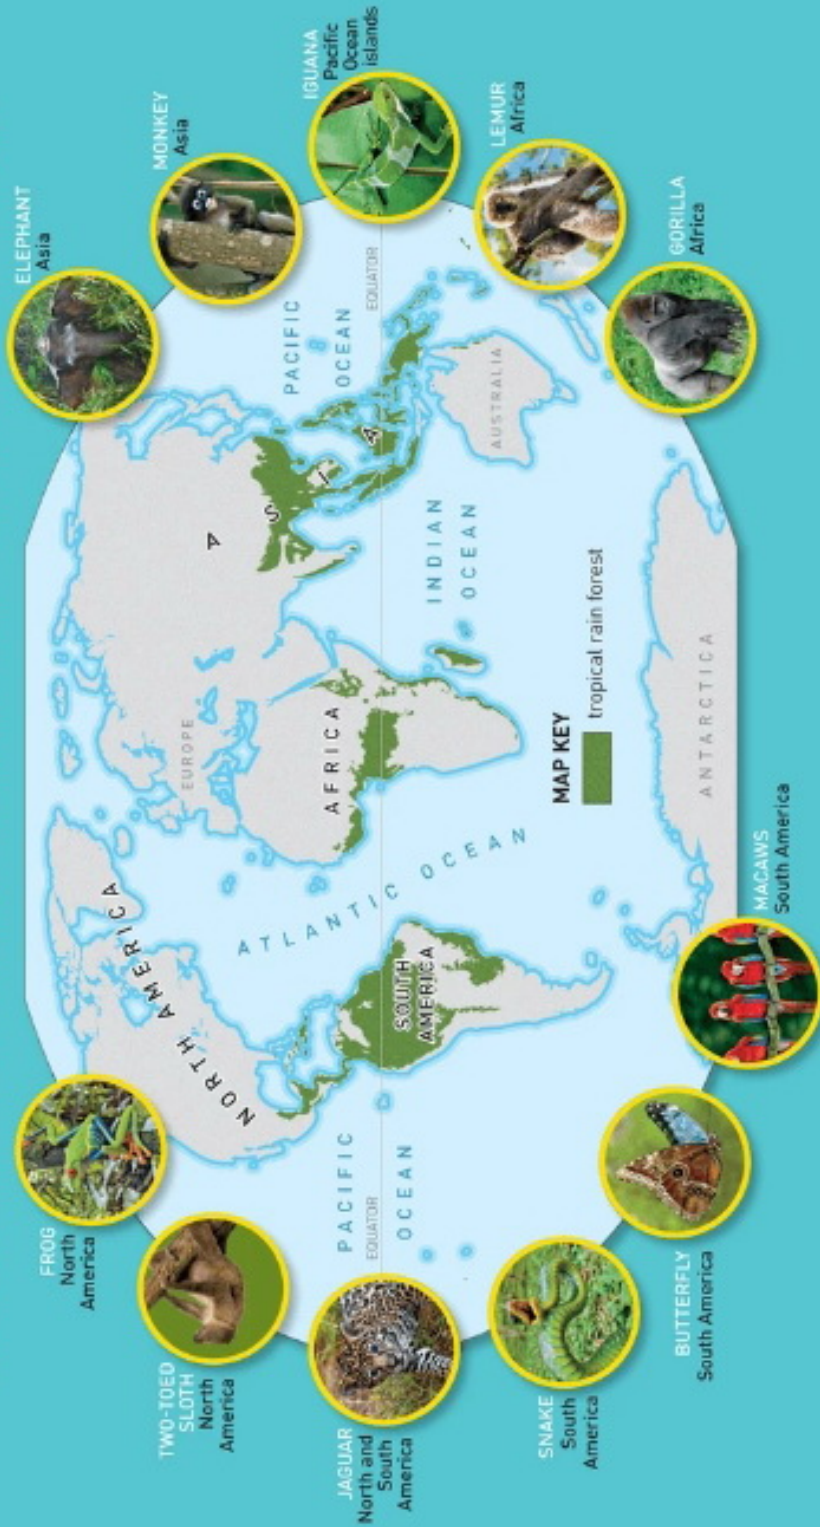 FROG
North
America
TWO-TOED
SLOTH
North
America
JAGUAR
North and
South
America
SNAKE
South
America
BUTTERFLY
South America
MACAWS
South America
ELEPHANT
Asia
MONKEY
Asia
IGUANA
Pacific
Ocean
islands
LEMUR
Africa
GORILLA
Africa
NORTH AMERICA
EUROPE
ASIA
ATLANTIC OCEAN
AFRICA
PACIFIC
OCEAN
EQUATOR
PACIFIC
OCEAN
EQUATOR
SOUTH
AMERICA
INDIAN
OCEAN
AUSTRALIA
MAP KEY
tropical rain forest
ANTARCTICA